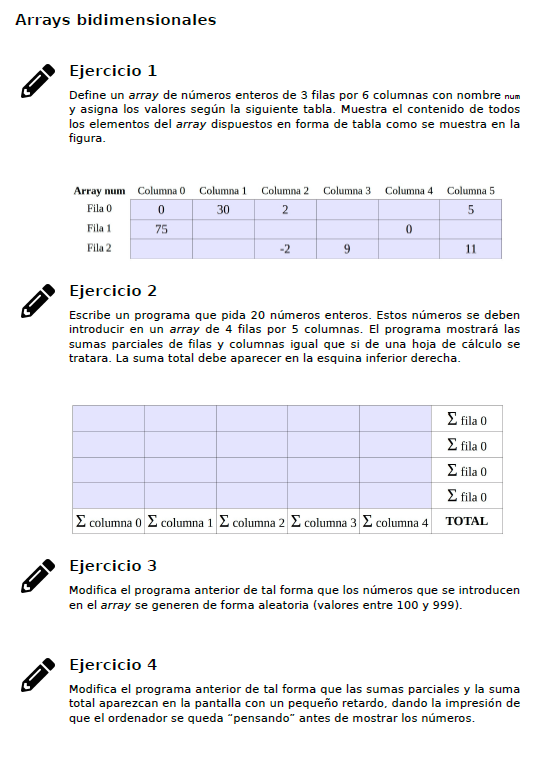 Arrays bidimensionales
Ejercicio 1
Define un array de números enteros de 3 filas por 6 columnas con nombre num
y asigna los valores según la siguiente tabla. Muestra el contenido de todos
los elementos del array dispuestos en forma de tabla como se muestra en la
figura.
Array num Columna 0 Columna 1 Columna 2 Columna 3 Columna 4 Columna 5
Fila 0 0 30 2 5
Fila 1 75 0
Fila 2 -2 9 11
Ejercicio 2
Escribe un programa que pida 20 números enteros. Estos números se deben
introducir en un array de 4 filas por 5 columnas. El programa mostrará las
sumas parciales de filas y columnas igual que si de una hoja de cálculo se
tratara. La suma total debe aparecer en la esquina inferior derecha.
Σ fila 0
Σ fila 0
Σ fila 0
Σ fila 0
Σ columna 0 Σ columna 1 Σ columna 2 Σ columna 3 Σ columna 4 TOTAL
Ejercicio 3
Modifica el programa anterior de tal forma que los números que se introducen
en el array se generen de forma aleatoria (valores entre 100 y 999).
Ejercicio 4
Modifica el programa anterior de tal forma que las sumas parciales y la suma
total aparezcan en la pantalla con un pequeño retardo, dando la impresión de
que el ordenador se queda “pensando” antes de mostrar los números.